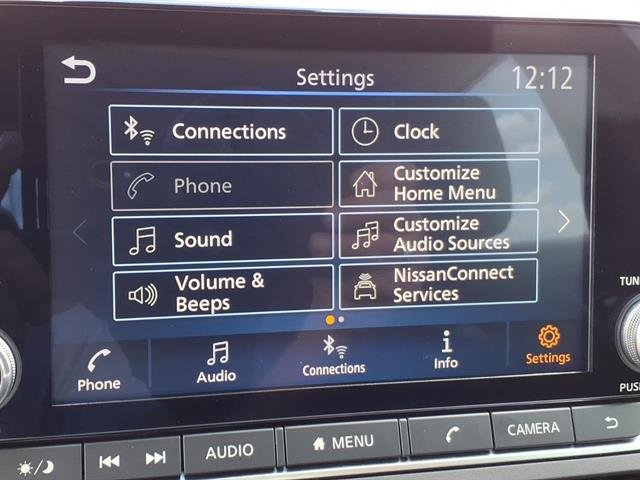 Settings
12:12
Connections
Clock
Phone
Customize
Home Menu
Sound
Customize
Audio Sources
Volume &
Beeps
NissanConnect
Services
Phone
Audio
Connections
Info
Settings
TUN
PUSH
AUDIO
MENU
CAMERA